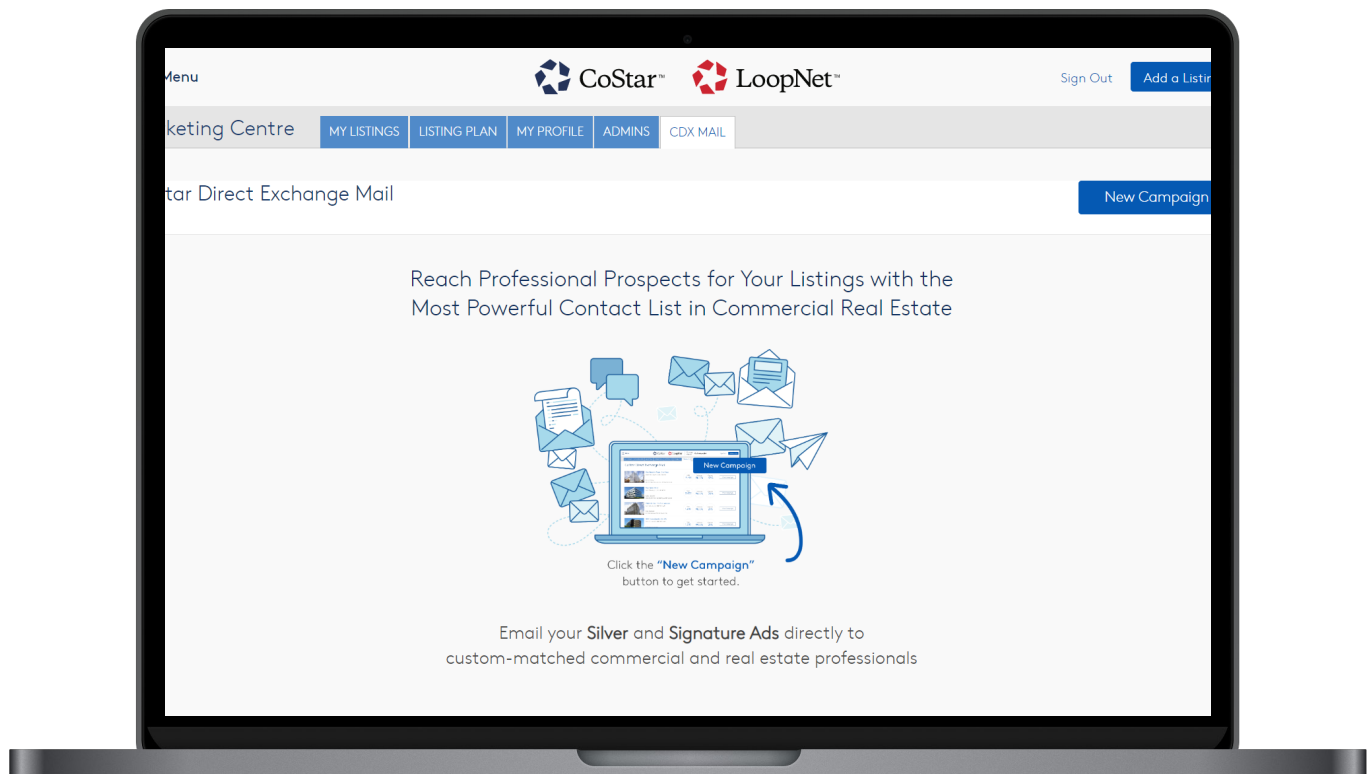 Menu
CoStar™ LoopNet™
Sign Out
Add a Listin
keting Centre
MY LISTINGS
LISTING PLAN
MY PROFILE
ADMINS
CDX MAIL
tar Direct Exchange Mail
New Campaign
Reach Professional Prospects for Your Listings with the
Most Powerful Contact List in Commercial Real Estate
New Campaign
Click the “New Campaign”
button to get started.
Email your Silver and Signature Ads directly to
custom-matched commercial and real estate professionals